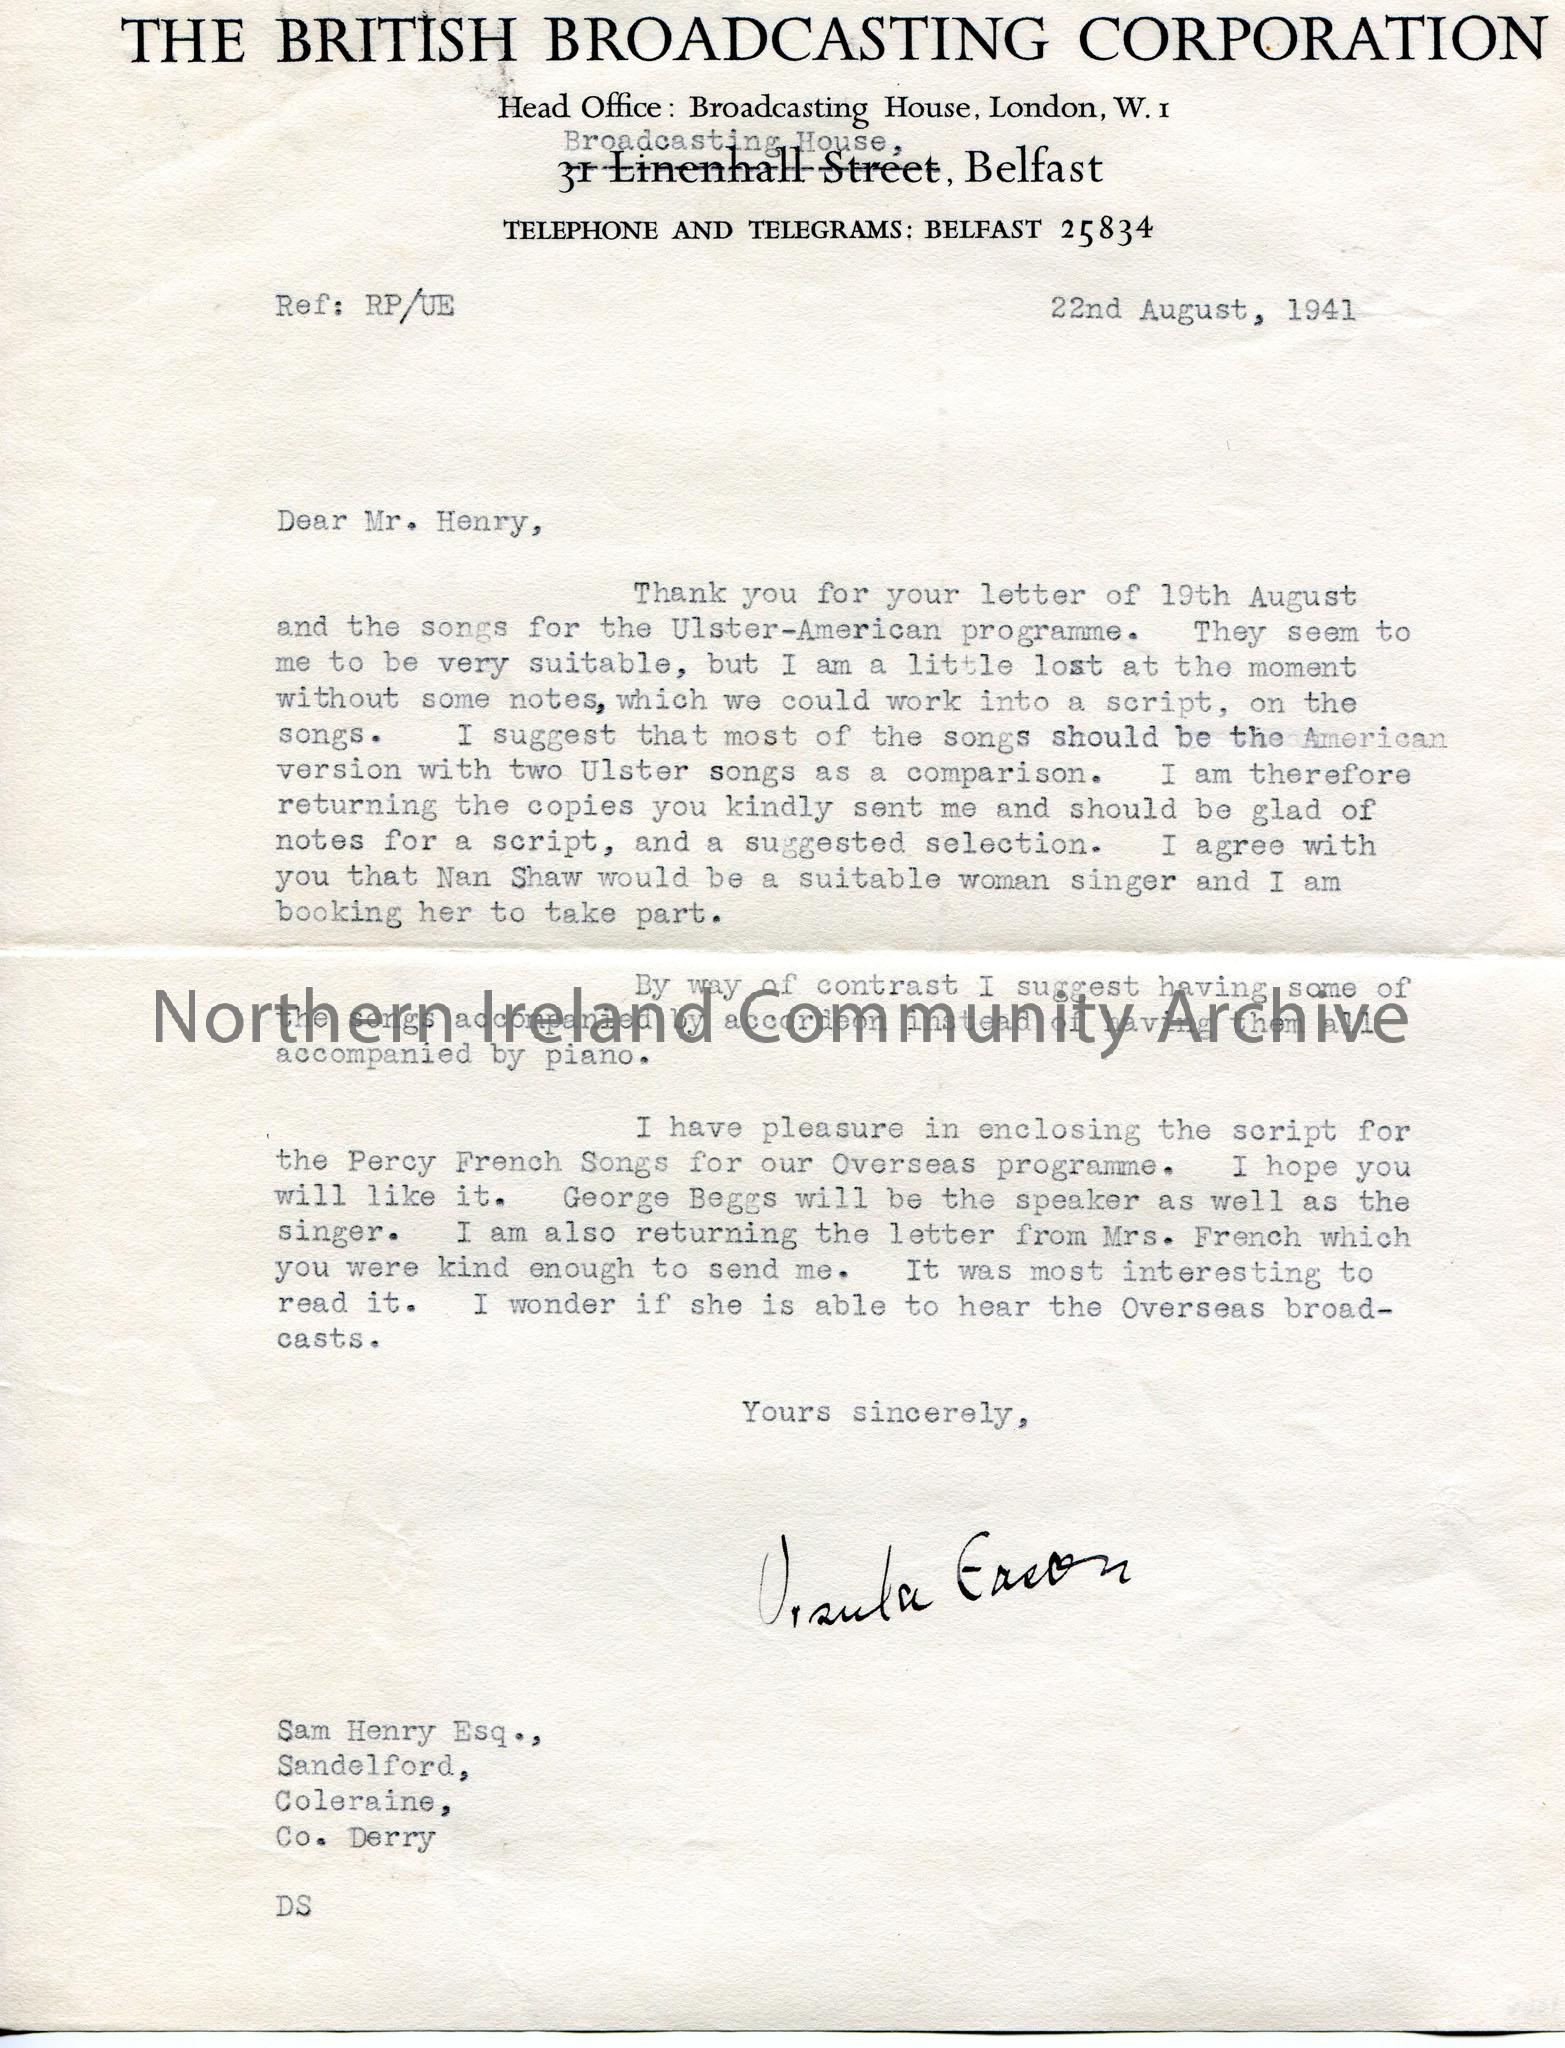 THE BRITISH BROADCASTING CORPORATION
Head Office: Broadcasting House, London, W.1
Broadcasting House,
31 Linenhall Street, Belfast
TELEPHONE AND TELEGRAMS: BELFAST 25834
Ref: RP/UE 22nd August, 1941
Dear Mr. Henry,
Thank you for your letter of 19th August
and the songs for the Ulster-American programme. They seem to
me to be very suitable, but I am a little lost at the moment
without some notes, which we could work into a script, on the
songs. I suggest that most of the songs should be the American
version with two Ulster songs as a comparison. I am therefore
returning the copies you kindly sent me and should be glad of
notes for a script, and a suggested selection. I agree with
you that Nan Shaw would be a suitable woman singer and I am
booking her to take part.
By way of contrast I suggest having some of
the songs accompanied by accordeon instead of having them all
accompanied by piano.
Northern Ireland Community Archive
I have pleasure in enclosing the script for
the Percy French Songs for our Overseas programme. I hope you
will like it. George Beggs will be the speaker as well as the
singer. I am also returning the letter from Mrs. French which
you were kind enough to send me. It was most interesting to
read it. I wonder if she is able to hear the Overseas broad-
casts.
Yours sincerely,
Ursula Eason
Sam Henry Esq.,
Sandelford,
Coleraine,
Co. Derry
DS